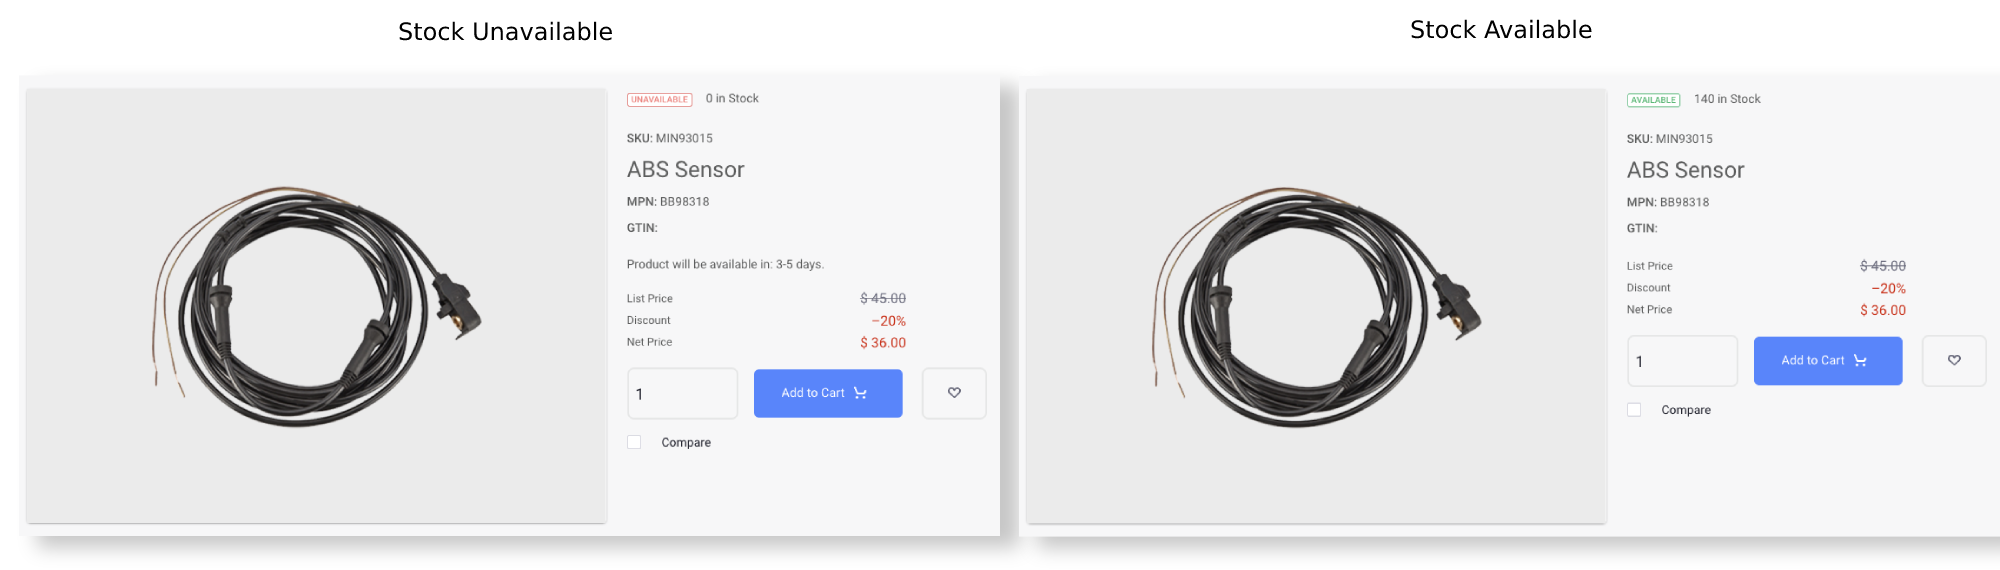 Stock Unavailable
UNAVAILABLE 0 in Stock
SKU: MIN93015
ABS Sensor
MPN: BB98318
GTIN:
Product will be available in: 3-5 days.
List Price $ 45.00
Discount −20%
Net Price $ 36.00
1 Add to Cart
Compare
Stock Available
AVAILABLE 140 in Stock
SKU: MIN93015
ABS Sensor
MPN: BB98318
GTIN:
List Price $ 45.00
Discount −20%
Net Price $ 36.00
1 Add to Cart
Compare